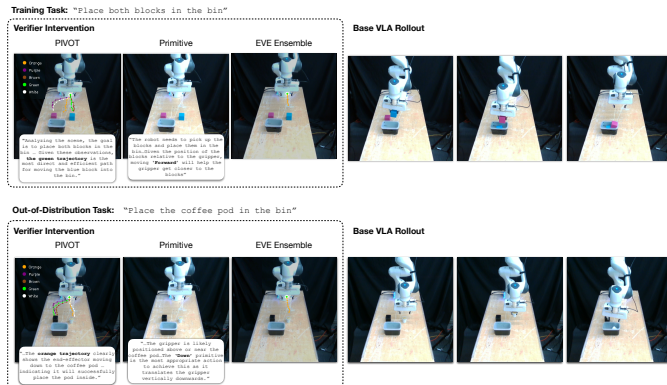 Training Task: "Place both blocks in the bin"
Verifier Intervention
Base VLA Rollout
PIVOT
Primitive
EVE Ensemble
Orange
Purple
Brown
Green
White
"Analyzing the scene, the goal
is to place both blocks in the
bin … Given these observations,
the green trajectory is the
most direct and efficient path
for moving the blue block into
the bin."
"The robot needs to pick up the
blocks and place them in the
bin.Given the position of the
blocks relative to the gripper,
moving 'Forward' will help the
gripper get closer to the
blocks"
Out-of-Distribution Task: "Place the coffee pod in the bin"
Verifier Intervention
Base VLA Rollout
PIVOT
Primitive
EVE Ensemble
Orange
Purple
Brown
Green
White
"…The orange trajectory clearly
shows the end-effector moving
down to the coffee pod …
indicating it will successfully
place the pod inside."
"…The gripper is likely
positioned above or near the
coffee pod.The 'Down' primitive
is the most appropriate action
to achieve this as it
translates the gripper
vertically downwards."